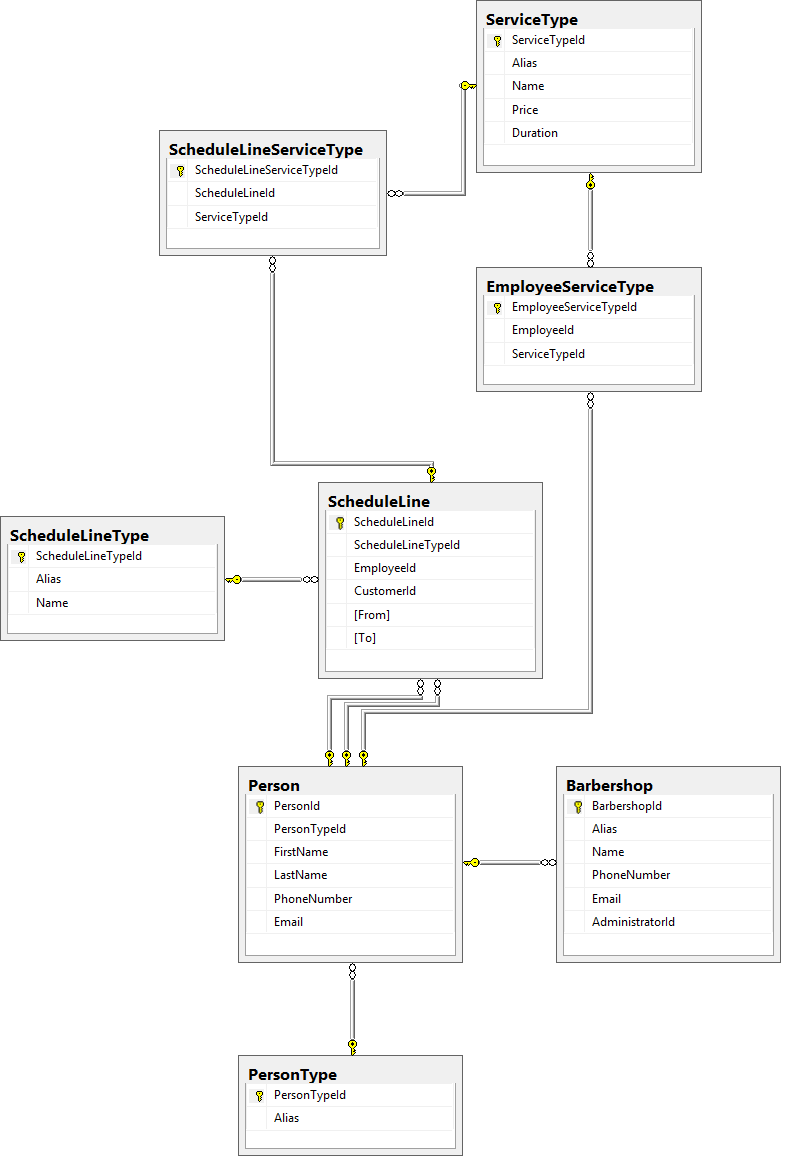 ServiceType
ServiceTypeId
Alias
Name
Price
Duration
ScheduleLineServiceType
ScheduleLineServiceTypeId
ScheduleLineId
ServiceTypeId
EmployeeServiceType
EmployeeServiceTypeId
EmployeeId
ServiceTypeId
ScheduleLine
ScheduleLineId
ScheduleLineTypeId
EmployeeId
CustomerId
[From]
[To]
ScheduleLineType
ScheduleLineTypeId
Alias
Name
Person
PersonId
PersonTypeId
FirstName
LastName
PhoneNumber
Email
Barbershop
BarbershopId
Alias
Name
PhoneNumber
Email
AdministratorId
PersonType
PersonTypeId
Alias